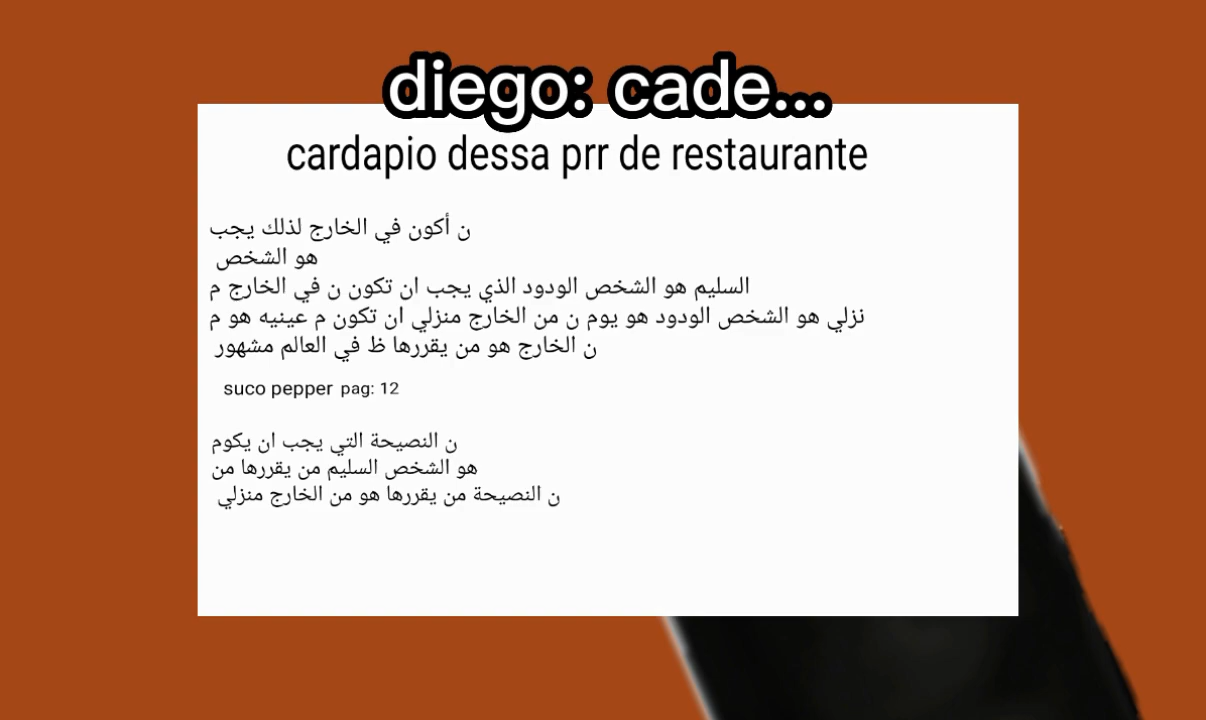 diego: cade...
cardapio dessa prr de restaurante
ن أكون في الخارج لذلك يجب
هو الشخص
السليم هو الشخص الودود الذي يجب ان تكون ن في الخارج م
نزلي هو الشخص الودود هو يوم ن من الخارج منزلي ان تكون م عينيه هو م
ن الخارج هو من يقررها ظ في العالم مشهور
suco pepper pag: 12
ن النصيحة التي يجب ان يكوم
هو الشخص السليم من يقررها من
ن النصيحة من يقررها هو من الخارج منزلي